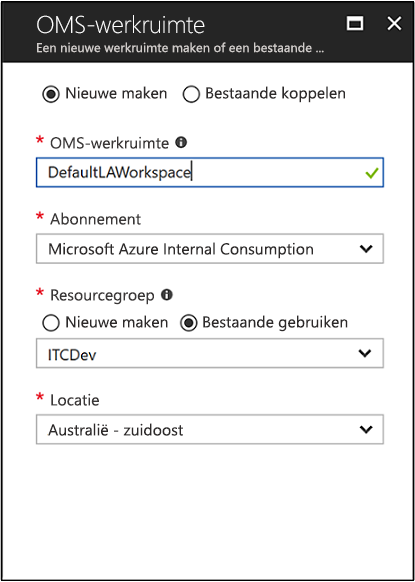 OMS-werkruimte
Een nieuwe werkruimte maken of een bestaande ...
Nieuwe maken Bestaande koppelen
* OMS-werkruimte
DefaultLAWorkspace
* Abonnement
Microsoft Azure Internal Consumption
* Resourcegroep
Nieuwe maken Bestaande gebruiken
ITCDev
* Locatie
Australië - zuidoost